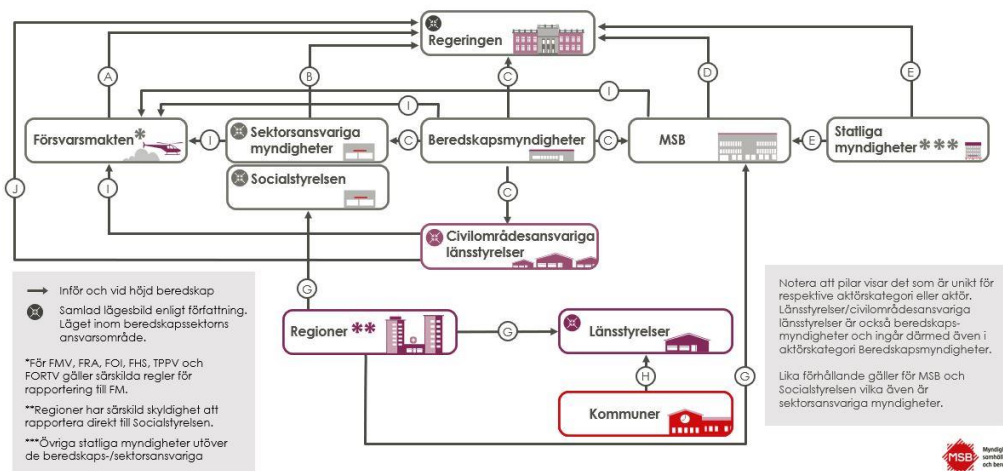 Regeringen
A
B
C
D
E
I
I
Försvarsmakten*
I
Sektorsansvariga
myndigheter
C
Beredskapsmyndigheter
C
MSB
E
Statliga
myndigheter ***
Socialstyrelsen
J
I
C
Civilområdesansvariga
länsstyrelser
G
Regioner **
G
Länsstyrelser
G
H
Kommuner
Inför och vid höjd beredskap
Samlad lägesbild enligt författning.
Läget inom beredskapssektorns
ansvarsområde.
*För FMV, FRA, FOI, FHS, TPPV och
FORTV gäller särskilda regler för
rapportering till FM.
**Regioner har särskild skyldighet att
rapportera direkt till Socialstyrelsen.
***Övriga statliga myndigheter utöver
de beredskaps-/sektorsansvariga
Notera att pilar visar det som är unikt för
respektive aktörskategori eller aktör.
Länsstyrelser/civilområdesansvariga
länsstyrelser är också beredskaps-
myndigheter och ingår därmed även i
aktörskategori Beredskapsmyndigheter.
Lika förhållande gäller för MSB och
Socialstyrelsen vilka även är
sektorsansvariga myndigheter.
MSB